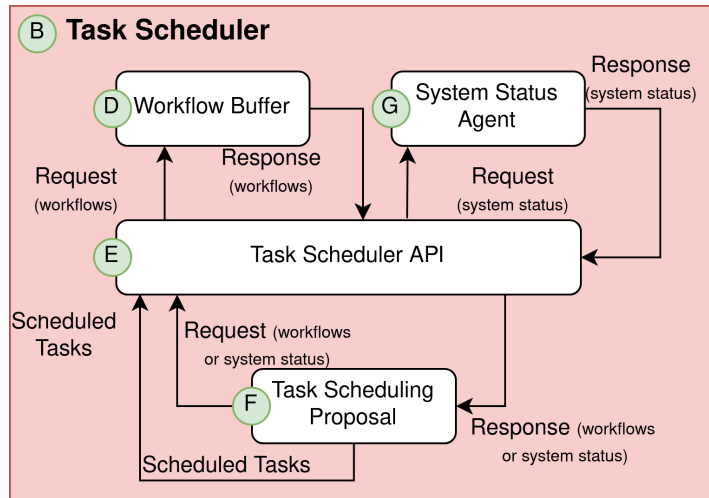 B Task Scheduler
D Workflow Buffer
G System Status
Agent
Response
(system status)
Request
(workflows)
Response
(workflows)
Request
(system status)
E Task Scheduler API
Scheduled
Tasks
Request (workflows
or system status)
F Task Scheduling
Proposal
Response (workflows
or system status)
Scheduled Tasks